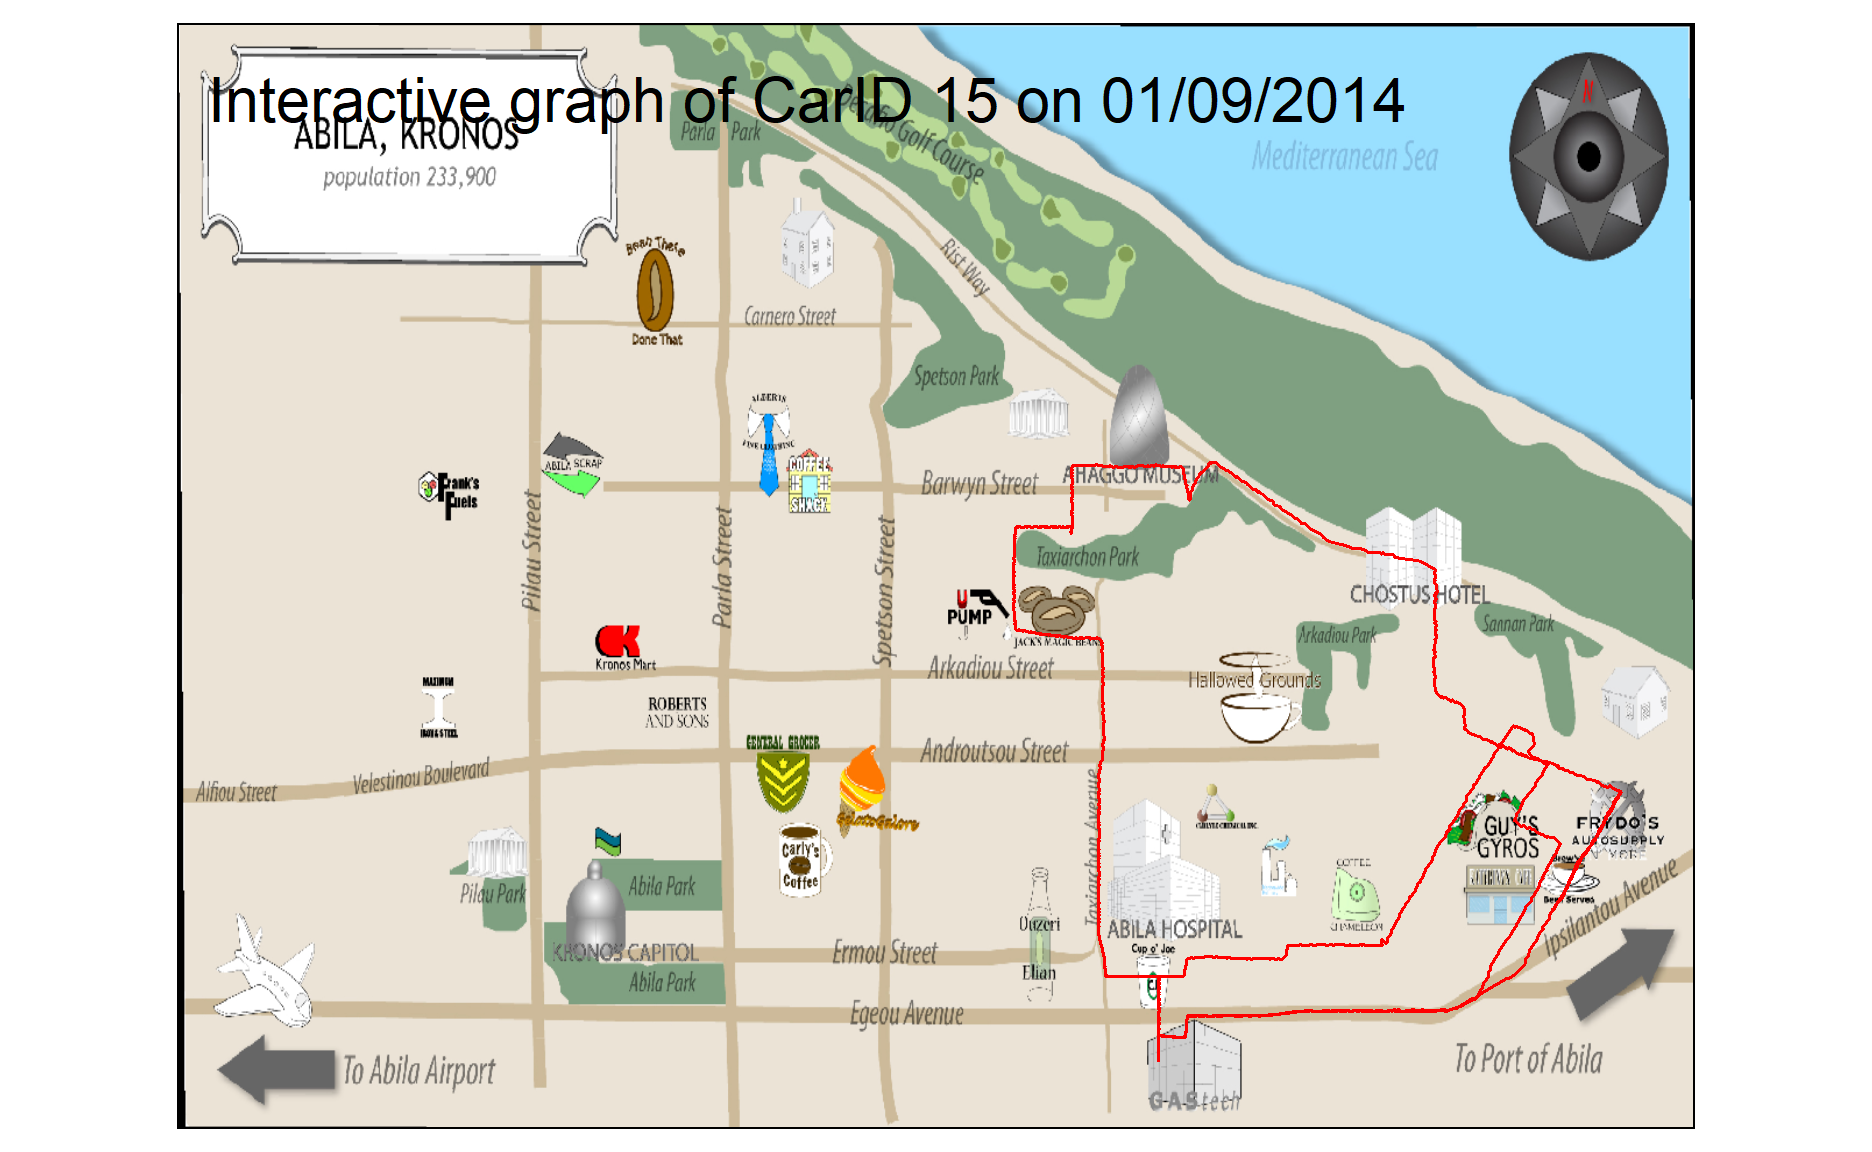 Interactive graph of CarID 15 on 01/09/2014
ABILA, KRONOS
population 233,900
Parla Park
Golf Course
Mediterranean Sea
N
Rist Way
Bean There
Done That
Carnero Street
Spetson Park
ALBERTS
FINE CLOTHING
ABILA SCRAP
COFFEE
SHACK
Frank's
Fuels
Barwyn Street
AHAGGO MUSEUM
Pilau Street
Parla Street
Spetson Street
Taxiarchon Park
CHOSTUS HOTEL
U
PUMP
JACK'S MAGIC BEANS
Arkadiou Park
Sannan Park
Kronos Mart
Arkadiou Street
Hallowed Grounds
MAXIMUM
IRON & STEEL
ROBERTS
AND SONS
GENERAL GROCER
Androutsou Street
Alfiou Street
Velestinou Boulevard
Gelato Galore
Taxiarchon Avenue
CARLYLE CHEMICAL INC.
GUY'S
GYROS
FRYDO'S
AUTOSUPPLY
N' MORE
Carly's
Coffee
COFFEE
CHAMELEON
Brew've
Been Served
Ipsilantou Avenue
Pilau Park
Abila Park
Ouzeri
Elian
ABILA HOSPITAL
Cup o' Joe
KRONOS CAPITOL
Ermou Street
Abila Park
Egeou Avenue
To Abila Airport
To Port of Abila
GAStech